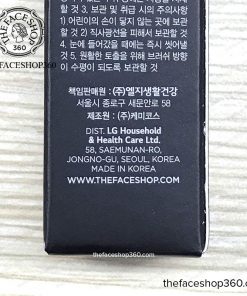 THEFACESHOP 360
thefaceshop360.com
할 것 3. 보관 및 취급 시의 주의사항
1) 어린이의 손이 닿지 않는 곳에 보관
할 것 2) 직사광선을 피해서 보관할 것
4. 눈에 들어갔을 때에는 즉시 씻어낼
것 5. 원활한 토출을 위해 브러쉬 방향
이 수평이 되도록 보관할 것
책임판매원 : (주)엘지생활건강
서울시 종로구 새문안로 58
제조원 : (주)케미코스
DIST. LG Household
& Health Care Ltd.
58, SAEMUNAN-RO,
JONGNO-GU, SEOUL, KOREA
MADE IN KOREA
WWW.THEFACESHOP.COM
thefaceshop360.com